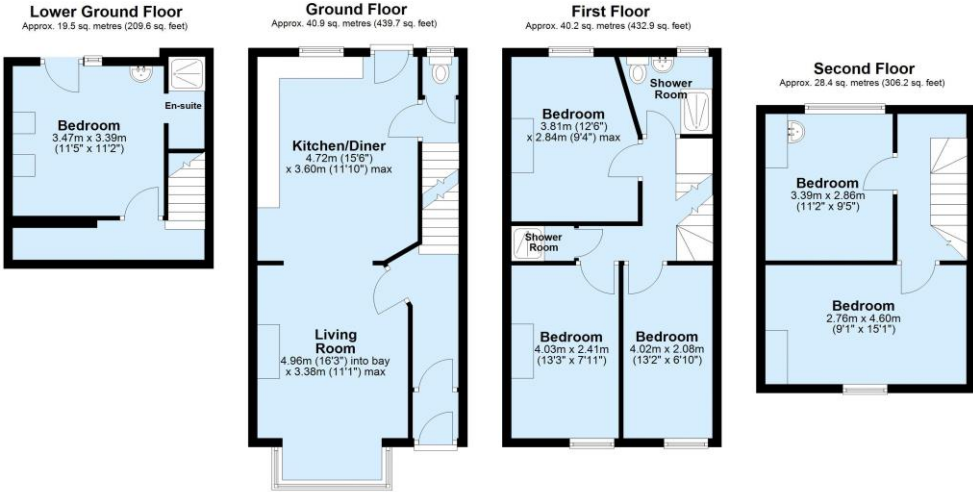 Lower Ground Floor
Approx. 19.5 sq. metres (209.6 sq. feet)
En-suite
Bedroom
3.47m x 3.39m
(11'5" x 11'2")
Ground Floor
Approx. 40.9 sq. metres (439.7 sq. feet)
Kitchen/Diner
4.72m (15'6")
x 3.60m (11'10") max
Living
Room
4.96m (16'3") into bay
x 3.38m (11'1") max
First Floor
Approx. 40.2 sq. metres (432.9 sq. feet)
Shower
Room
Bedroom
3.81m (12'6")
x 2.84m (9'4") max
Shower
Room
Bedroom
4.03m x 2.41m
(13'3" x 7'11")
Bedroom
4.02m x 2.08m
(13'2" x 6'10")
Second Floor
Approx. 28.4 sq. metres (306.2 sq. feet)
Bedroom
3.39m x 2.86m
(11'2" x 9'5")
Bedroom
2.76m x 4.60m
(9'1" x 15'1")